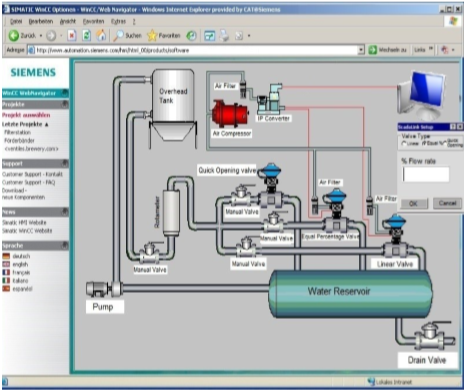 SIMATIC WinCC Optionen - WinCC/Web Navigator - Windows Internet Explorer provided by CAT@Siemens
Datei Bearbeiten Ansicht Favoriten Extras ?
Zurück Suchen Favoriten
Adresse http://www.automation.siemens.com/hmi/html_00/products/software
Wechseln zu Links
SIEMENS
WinCC WebNavigator
Projekte
Projekt auswählen
Letzte Projekte
Füllerstation
Förderbänder
Support
Customer Support - Kontakt
Customer Support - FAQ
Download -
neue Komponenten
News
Simatic HMI Website
Simatic WinCC Website
Sprache
deutsch
english
français
italiano
español
Overhead
Tank
Air Filter
Air Compressor
I/P Converter
Quick Opening valve
Manual Valve
Rotameter
Manual Valve
Manual Valve
Manual Valve
Air Filter
Equal Percentage Valve
Air Filter
Linear Valve
Pump
Water Reservoir
Drain Valve
Valve Type
Linear
Quick
Opening
% Flow rate
OK Cancel
Lokales Intranet